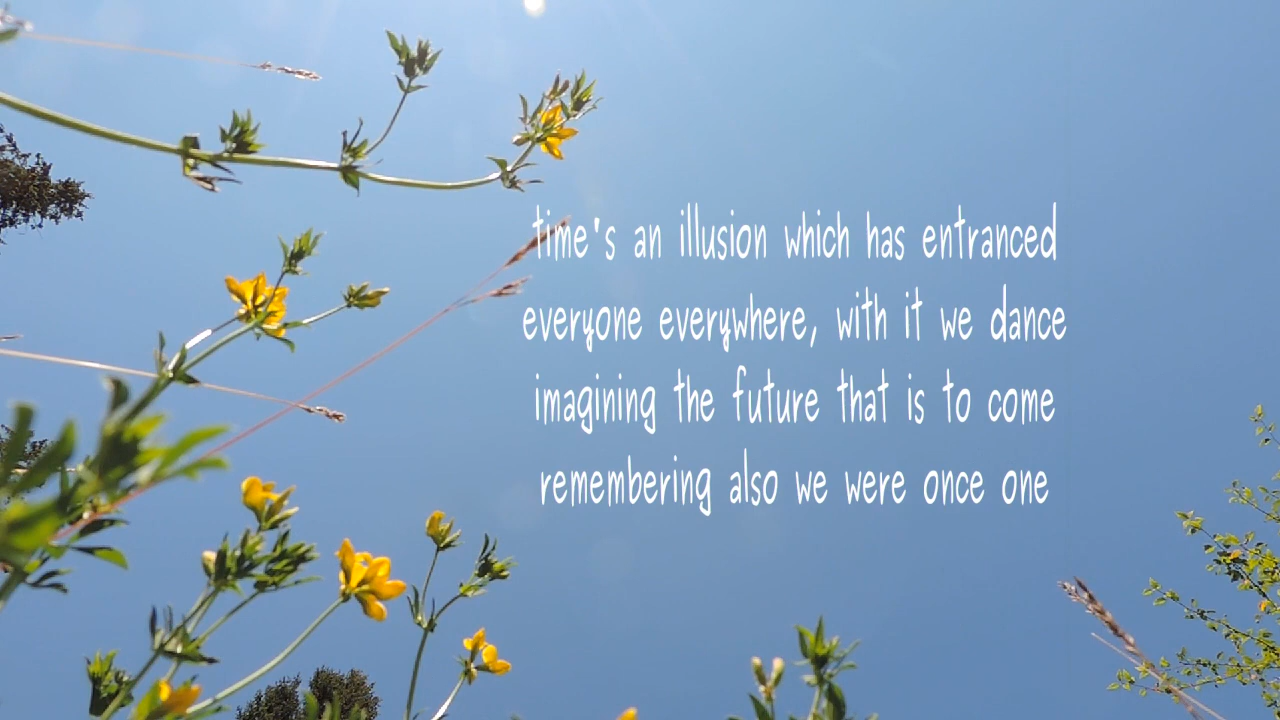 time's an illusion which has entranced
everyone everywhere, with it we dance
imagining the future that is to come
remembering also we were once one